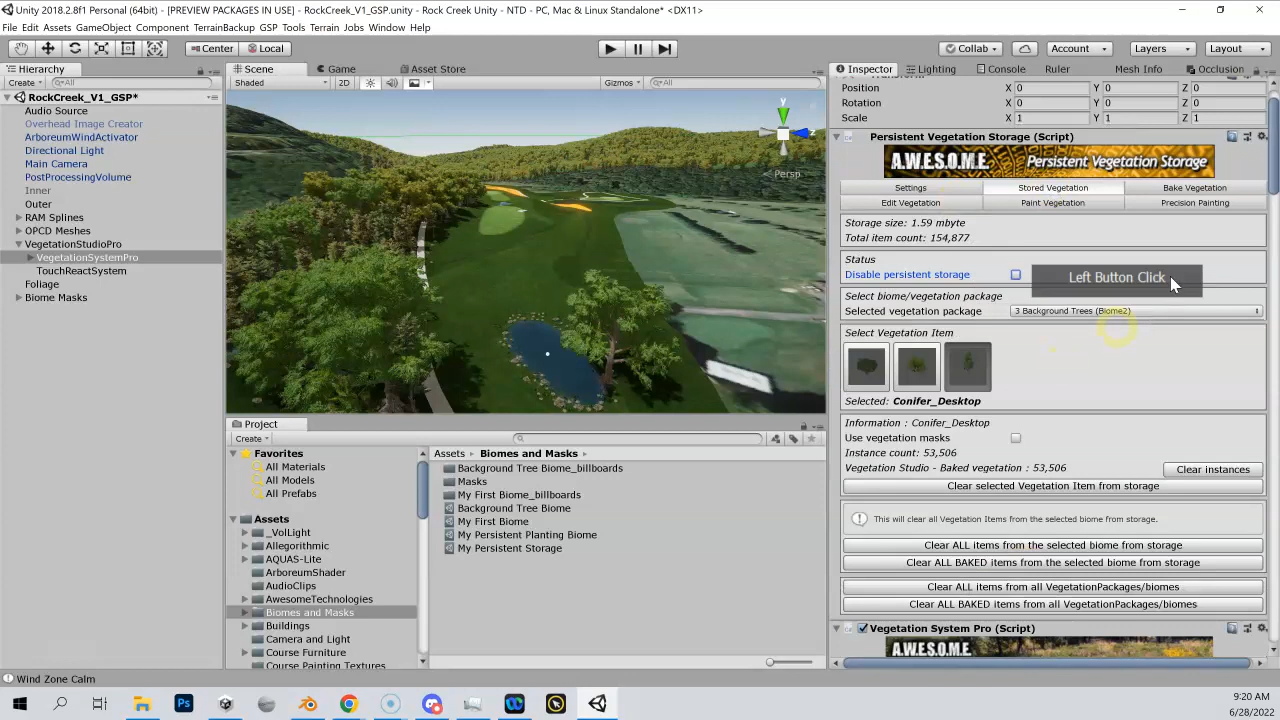 Unity 2018.2.8f1 Personal (64bit) - [PREVIEW PACKAGES IN USE] - RockCreek_V1_GSP.unity - Rock Creek Unity - NTD - PC, Mac & Linux Standalone* <DX11>
File Edit Assets GameObject Component TerrainBackup GSP Tools Terrain Jobs Window Help
Center Local Collab Account Layers Layout
Hierarchy
Create All
RockCreek_V1_GSP*
Audio Source
Overhead Image Creator
ArboreumWindActivator
Directional Light
Main Camera
PostProcessingVolume
Inner
Outer
RAM Splines
OPCD Meshes
VegetationStudioPro
VegetationSystemPro
TouchReactSystem
Foliage
Biome Masks
Scene Game Asset Store
Shaded 2D Gizmos All
y
z
Persp
Project
Create
Favorites
All Materials
All Models
All Prefabs
Assets
_VolLight
Allegorithmic
AQUAS-Lite
ArboreumShader
AudioClips
AwesomeTechnologies
Biomes and Masks
Buildings
Camera and Light
Course Furniture
Course Painting Textures
Assets Biomes and Masks
Background Tree Biome_billboards
Masks
My First Biome_billboards
Background Tree Biome
My First Biome
My Persistent Planting Biome
My Persistent Storage
Inspector Lighting Console Ruler Mesh Info Occlusion
Position X 0 Y 0 Z 0
Rotation X 0 Y 0 Z 0
Scale X 1 Y 1 Z 1
Persistent Vegetation Storage (Script)
A.W.E.S.O.M.E. Persistent Vegetation Storage
Settings Stored Vegetation Bake Vegetation
Edit Vegetation Paint Vegetation Precision Painting
Storage size: 1.59 mbyte
Total item count: 154,877
Status
Disable persistent storage
Left Button Click
Select biome/vegetation package
Selected vegetation package 3 Background Trees (Biome2)
Select Vegetation Item
Selected: Conifer_Desktop
Information : Conifer_Desktop
Use vegetation masks
Instance count: 53,506
Vegetation Studio - Baked vegetation : 53,506 Clear instances
Clear selected Vegetation Item from storage
This will clear all Vegetation Items from the selected biome from storage.
Clear ALL items from the selected biome from storage
Clear ALL BAKED items from the selected biome from storage
Clear ALL items from all VegetationPackages/biomes
Clear ALL BAKED items from all VegetationPackages/biomes
Vegetation System Pro (Script)
A.W.E.S.O.M.E.
Wind Zone Calm
Ps
9:20 AM
6/28/2022